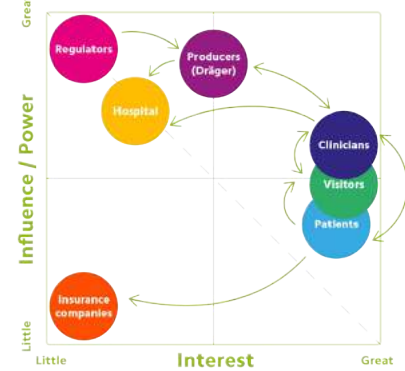 Great
Regulators
Producers
(Dräger)
Hospital
Clinicians
Visitors
Patients
Insurance
companies
Influence / Power
Little
Little
Interest
Great